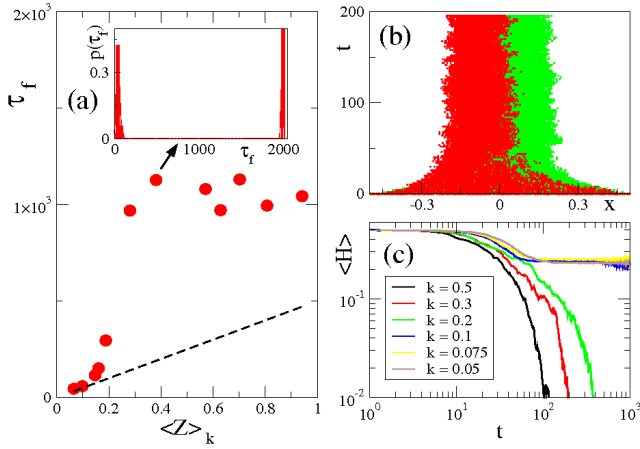 τ_f
2×10³
1×10³
0
0
0.2
0.4
0.6
0.8
1
<Z>_k
(a)
p(τ_f)
0.3
0
0
1000
τ_f
2000
(b)
t
200
100
0
-0.3
0
0.3
x
(c)
<H>
10⁻¹
10⁻²
k = 0.5
k = 0.3
k = 0.2
k = 0.1
k = 0.075
k = 0.05
10⁰
10¹
10²
10³
t